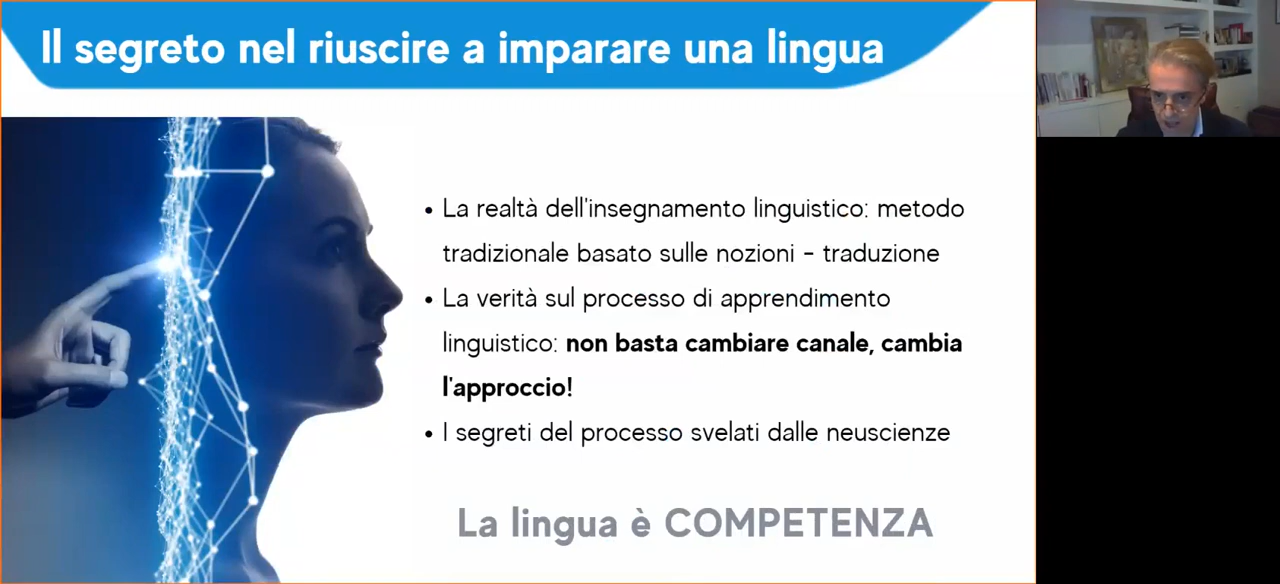 Il segreto nel riuscire a imparare una lingua
• La realtà dell'insegnamento linguistico: metodo
tradizionale basato sulle nozioni - traduzione
• La verità sul processo di apprendimento
linguistico: non basta cambiare canale, cambia
l'approccio!
• I segreti del processo svelati dalle neuscienze
La lingua è COMPETENZA